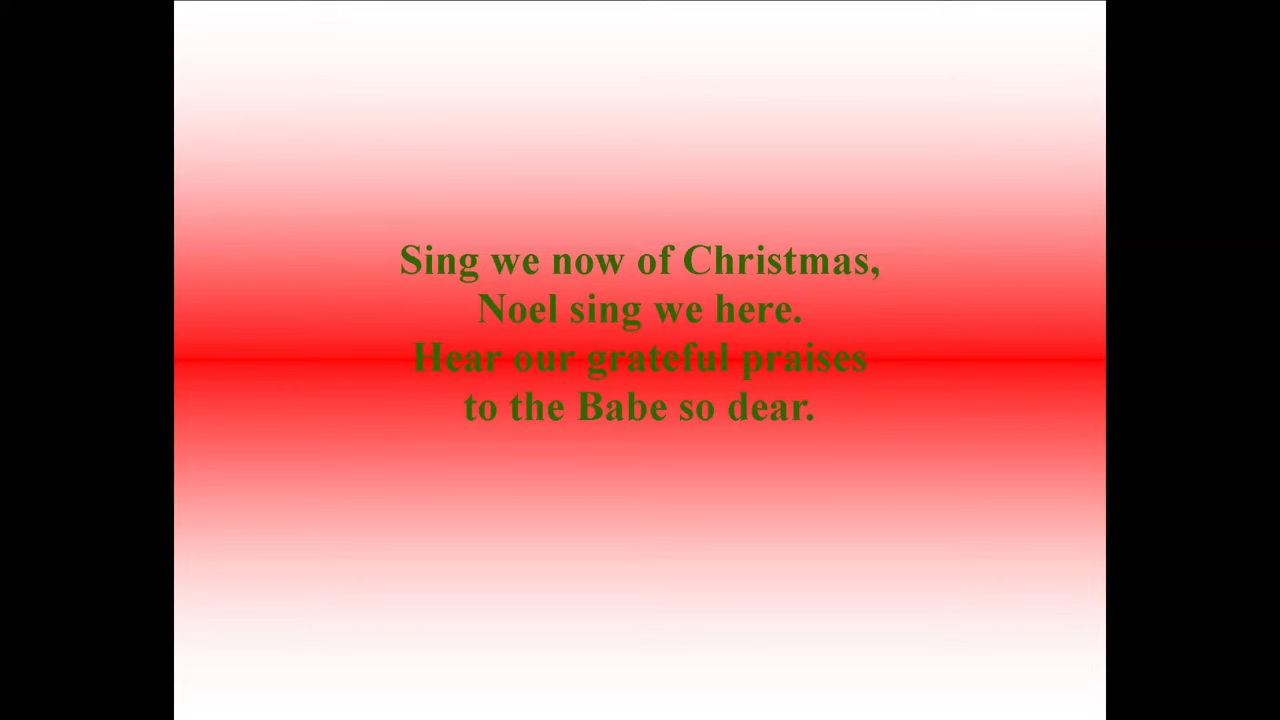 Sing we now of Christmas,
Noel sing we here.
Hear our grateful praises
to the Babe so dear.